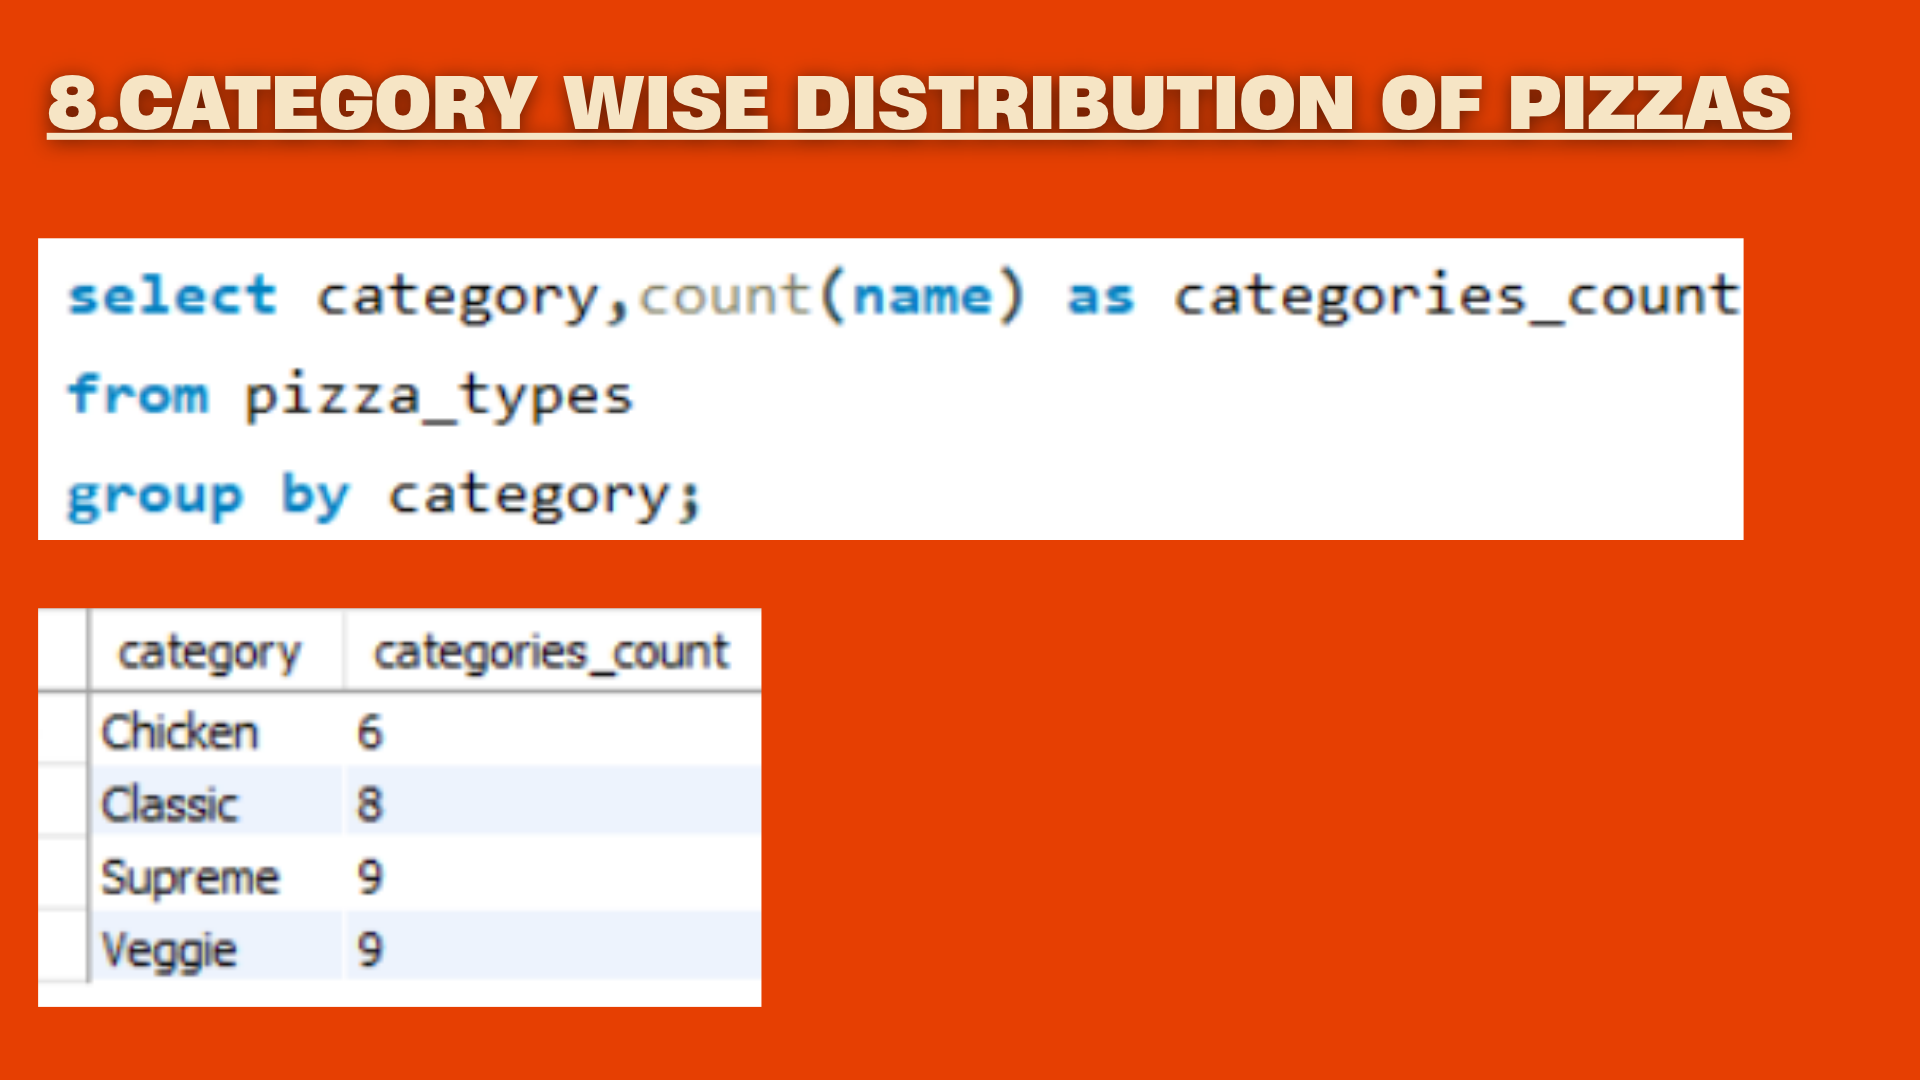 8.CATEGORY WISE DISTRIBUTION OF PIZZAS
select category,count(name) as categories_count
from pizza_types
group by category;
category categories_count
Chicken 6
Classic 8
Supreme 9
Veggie 9